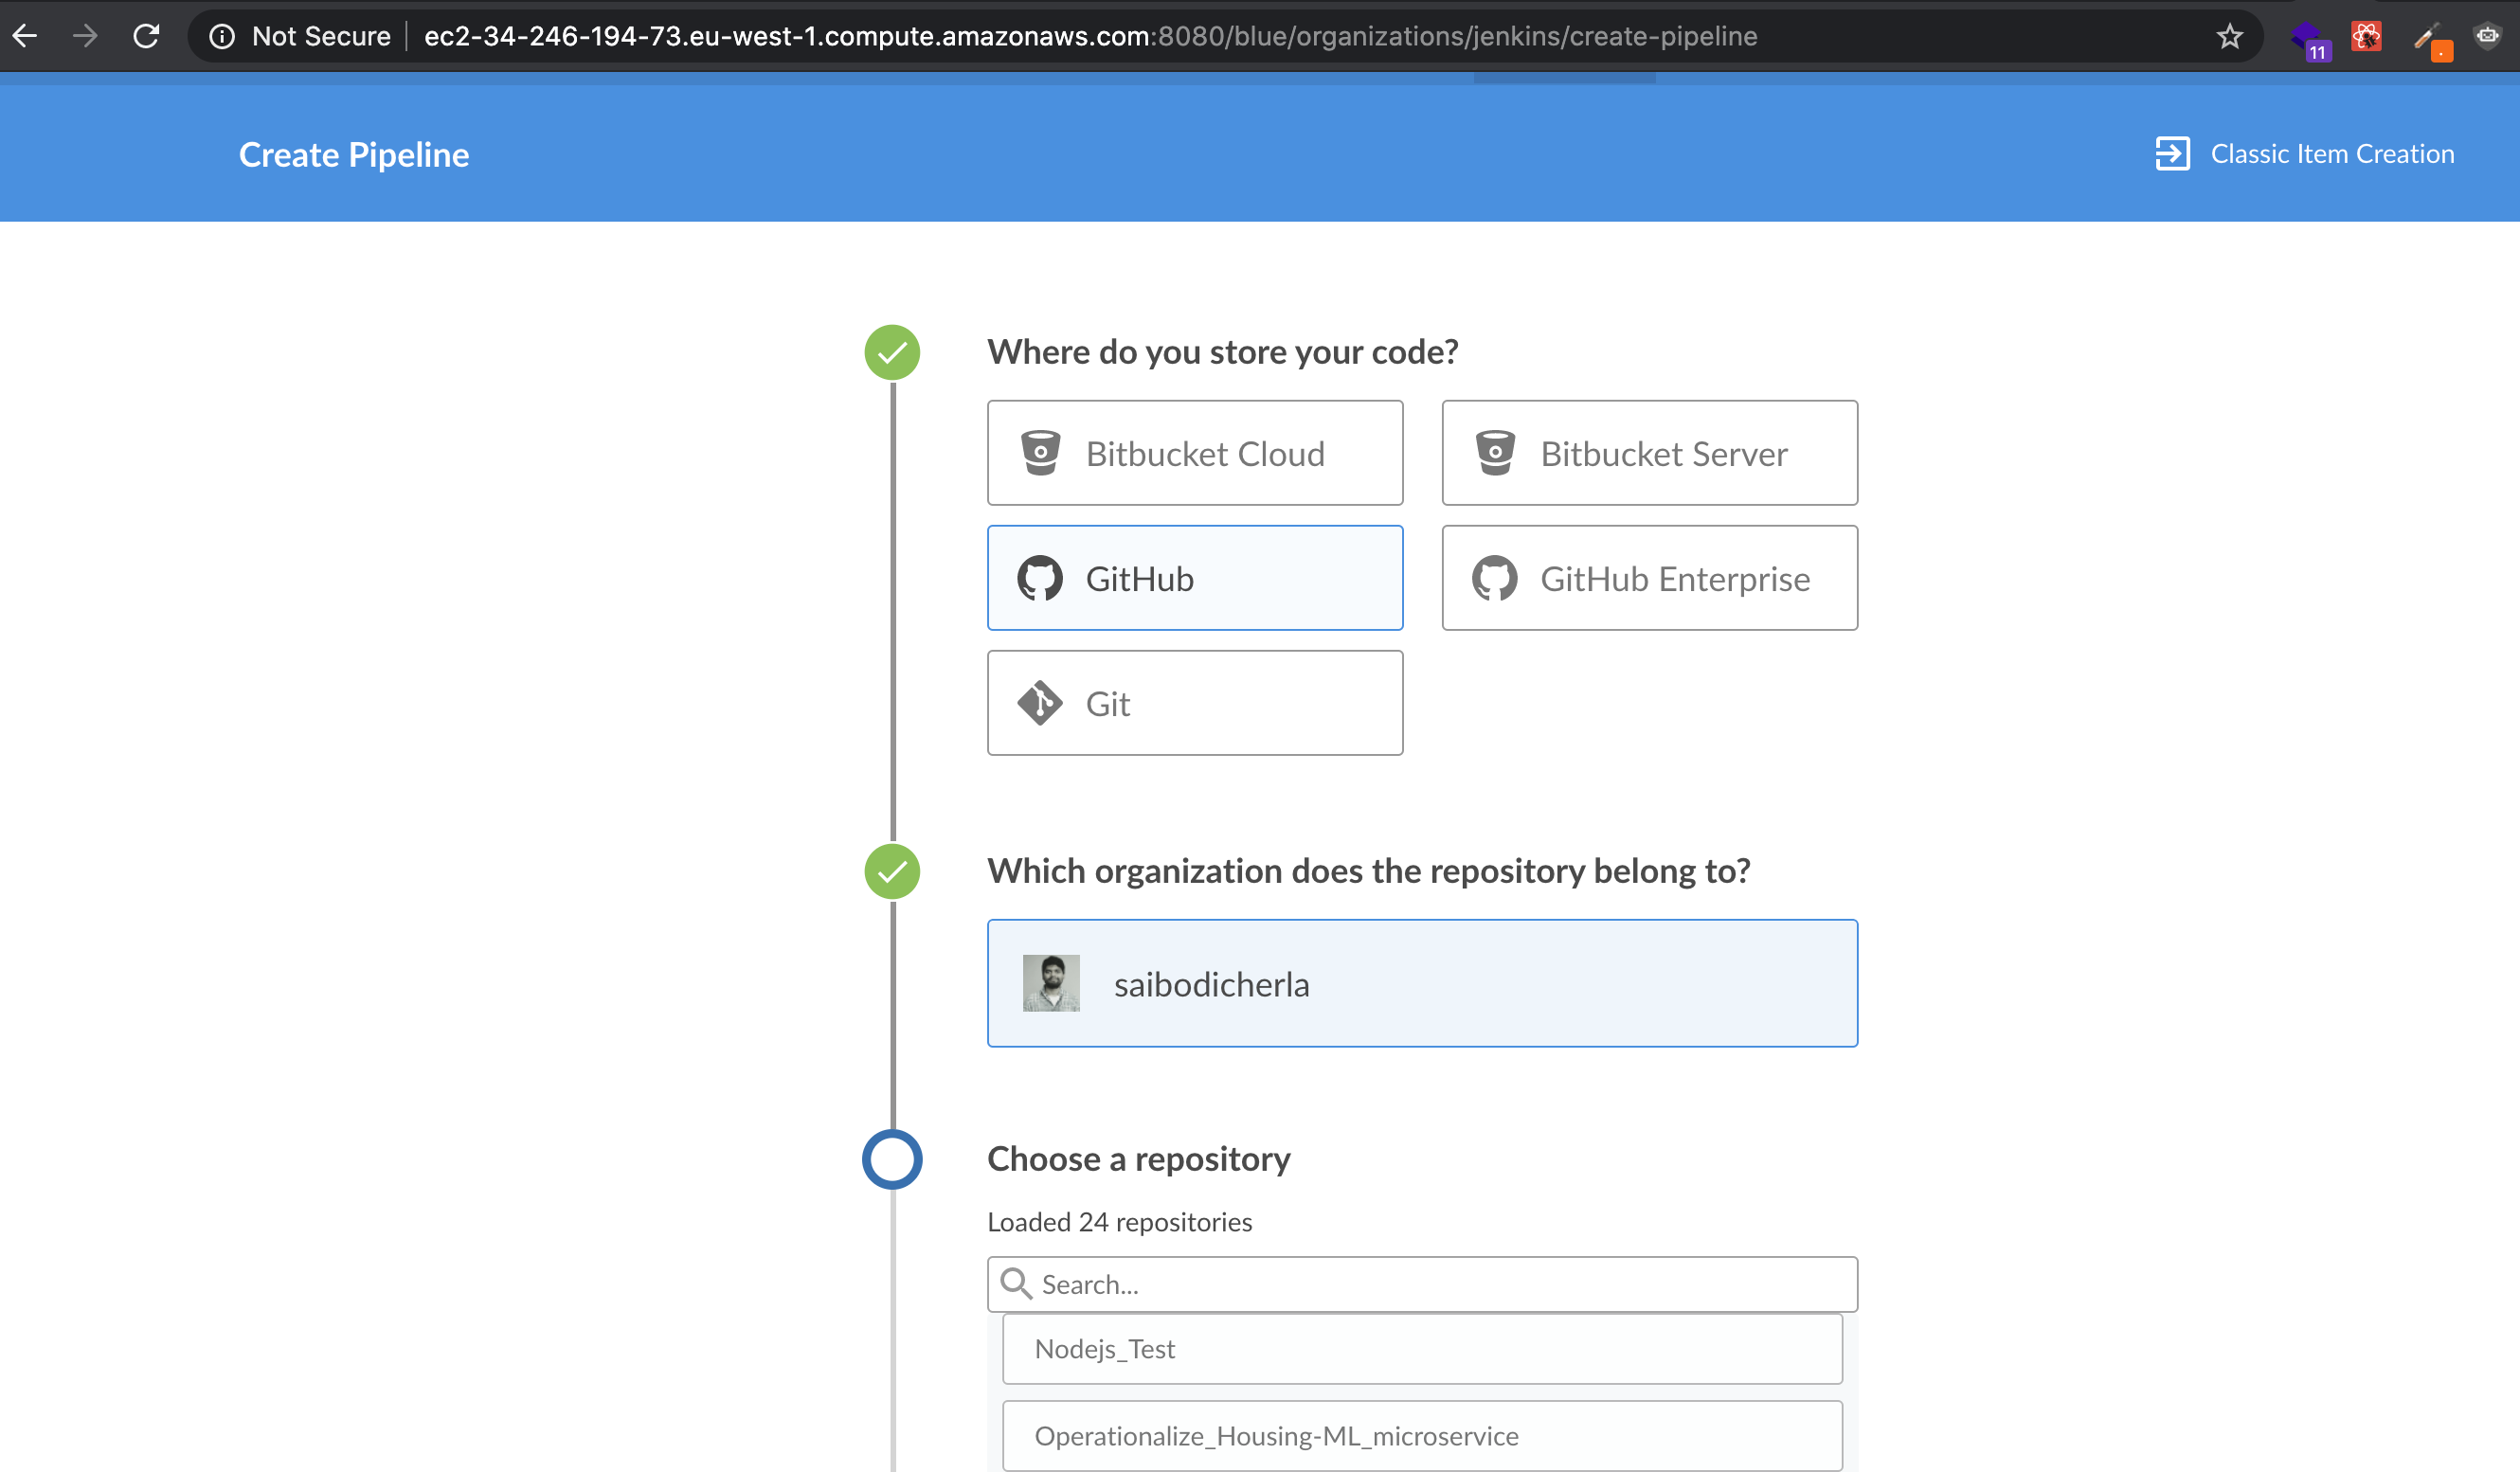 Not Secure ec2-34-246-194-73.eu-west-1.compute.amazonaws.com:8080/blue/organizations/jenkins/create-pipeline
11
.
Create Pipeline
Classic Item Creation
Where do you store your code?
Bitbucket Cloud
Bitbucket Server
GitHub
GitHub Enterprise
Git
Which organization does the repository belong to?
saibodicherla
Choose a repository
Loaded 24 repositories
Search...
Nodejs_Test
Operationalize_Housing-ML_microservice